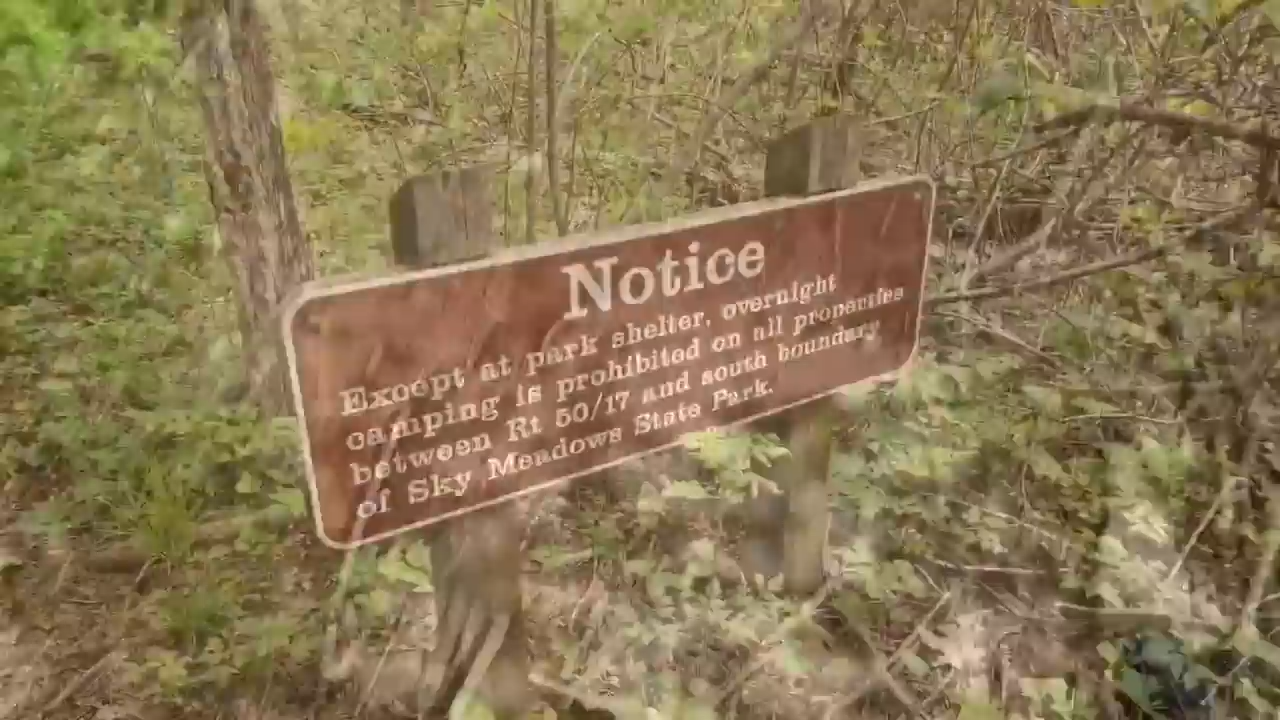 Notice
Except at park shelter, overnight
camping is prohibited on all properties
between Rt 50/17 and south boundary
of Sky Meadows State Park.